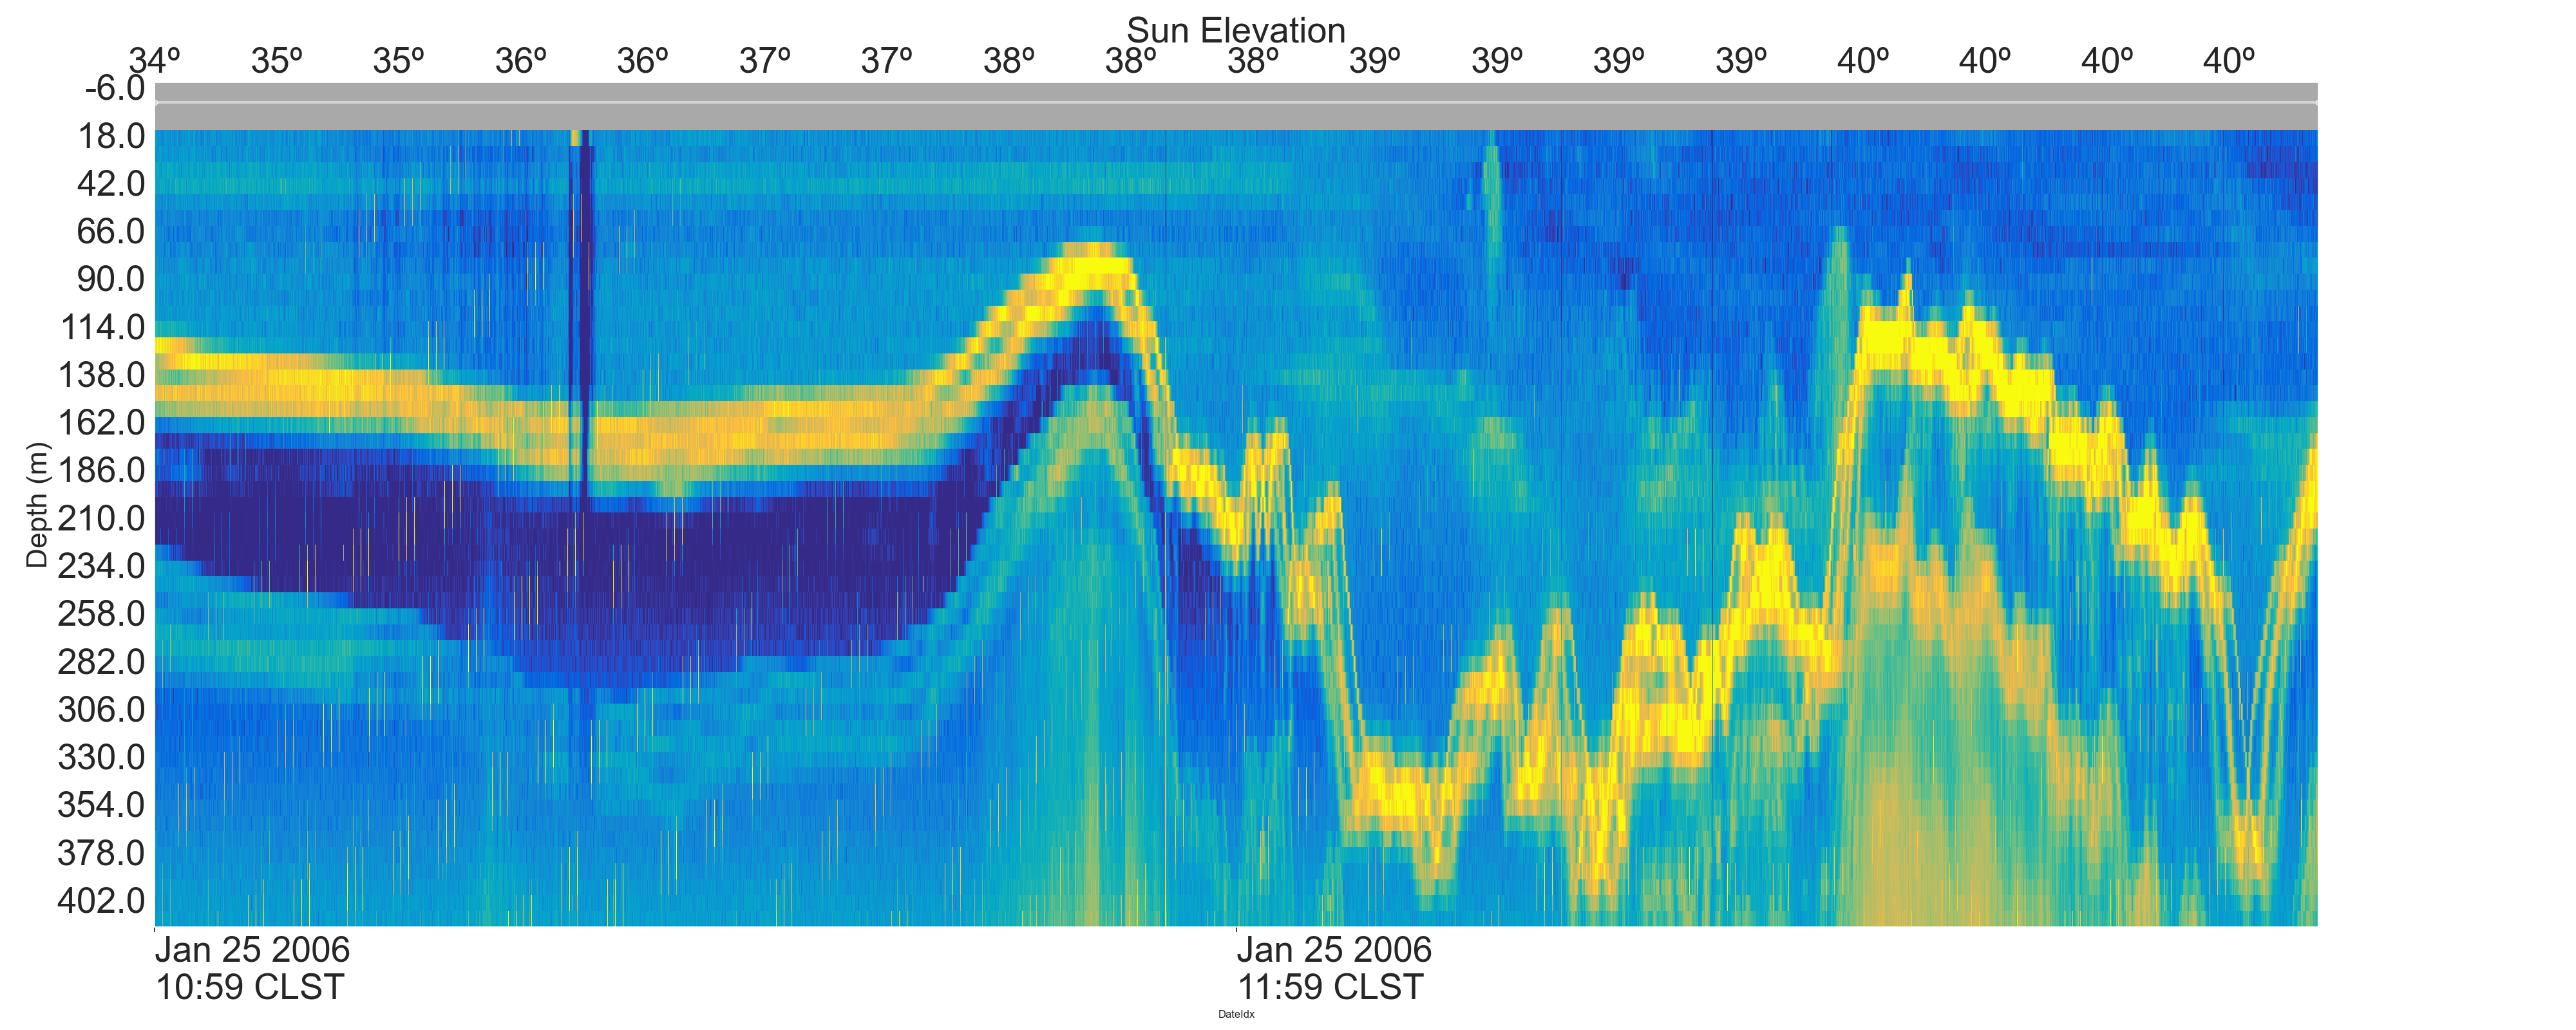 Sun Elevation
34º 35º 35º 36º 36º 37º 37º 38º 38º 38º 39º 39º 39º 39º 40º 40º 40º 40º
-6.0
18.0
42.0
66.0
90.0
114.0
138.0
162.0
186.0
210.0
234.0
258.0
282.0
306.0
330.0
354.0
378.0
402.0
Depth (m)
Jan 25 2006
10:59 CLST
Jan 25 2006
11:59 CLST
DateIdx